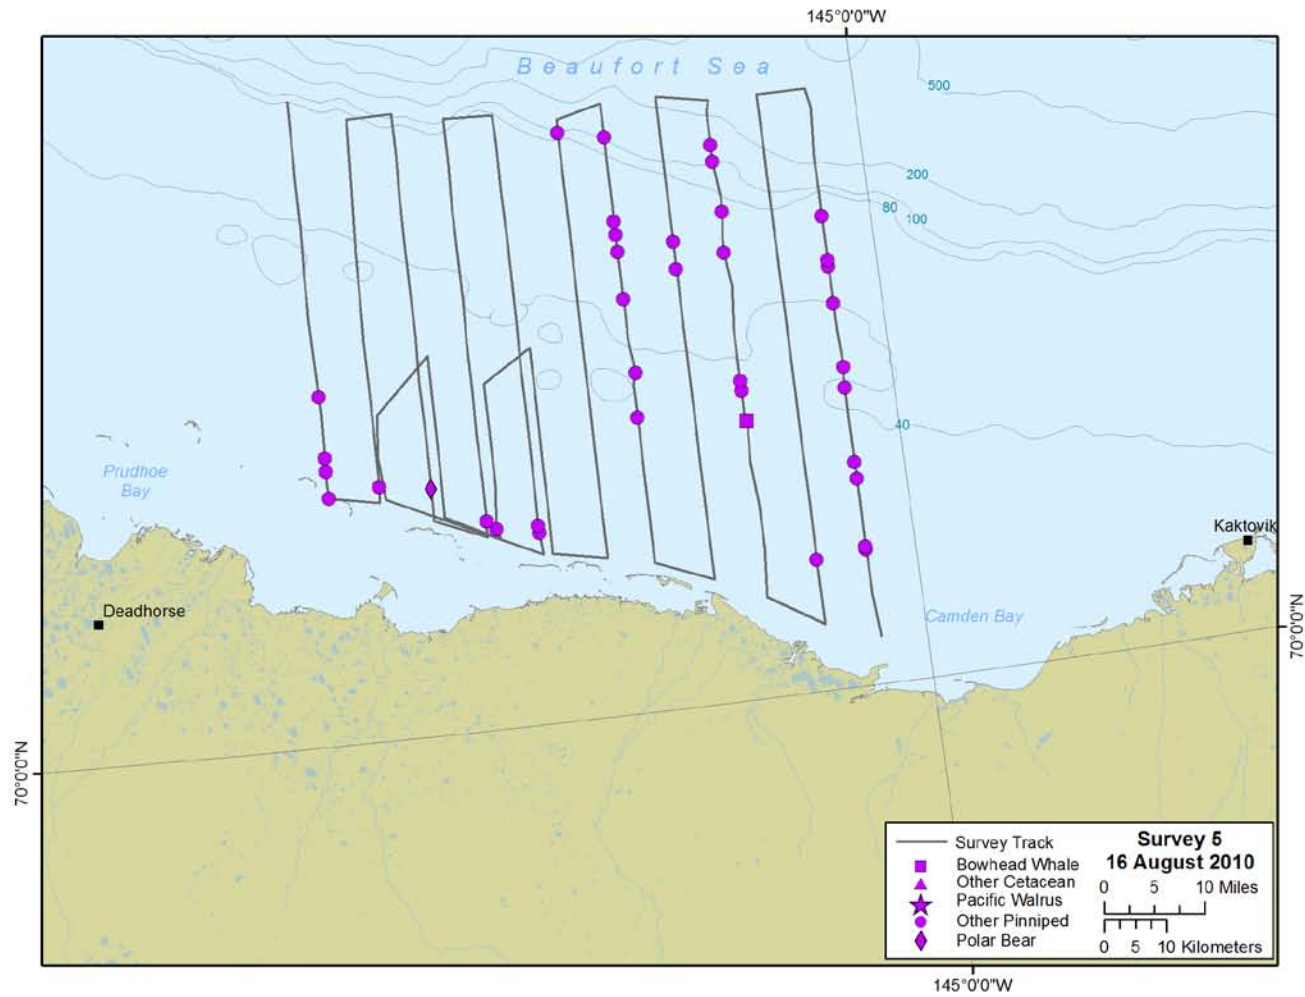 145°0'0"W
Beaufort Sea
500
200
80
100
40
Prudhoe
Bay
Kaktovik
Deadhorse
Camden Bay
70°0'0"N
70°0'0"N
Survey Track
Bowhead Whale
Other Cetacean
Pacific Walrus
Other Pinniped
Polar Bear
Survey 5
16 August 2010
0 5 10 Miles
0 5 10 Kilometers
145°0'0"W